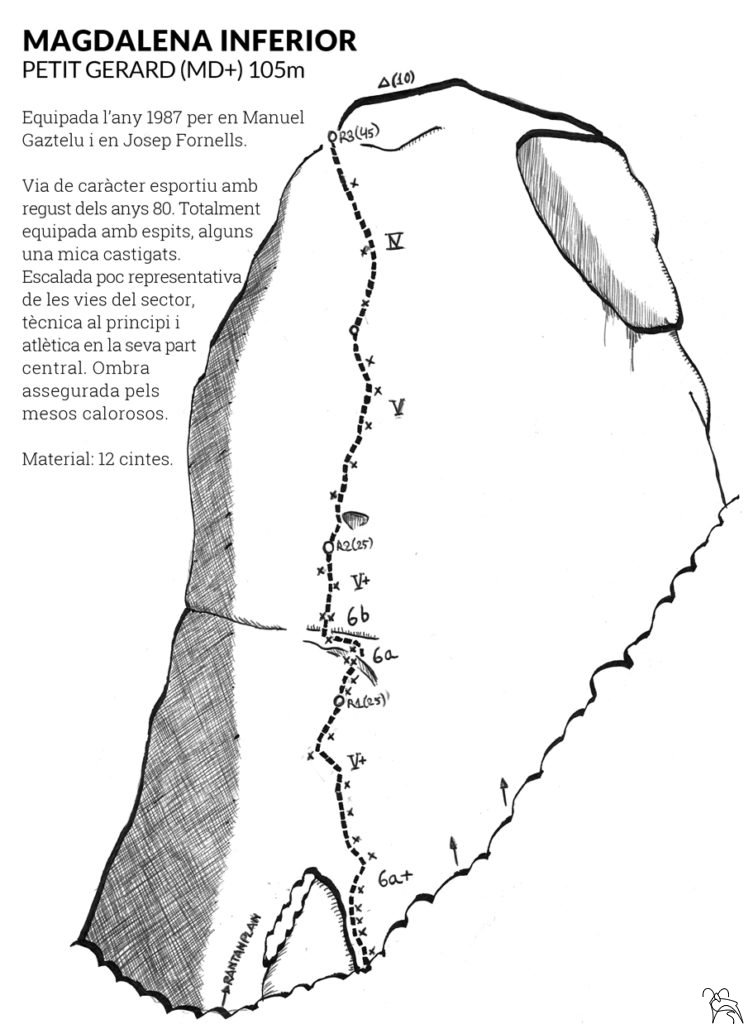 MAGDALENA INFERIOR
PETIT GERARD (MD+) 105m
Equipada l’any 1987 per en Manuel
Gaztelu i en Josep Fornells.
Via de caràcter esportiu amb
regust dels anys 80. Totalment
equipada amb espits, alguns
una mica castigats.
Escalada poc representativa
de les vies del sector,
tècnica al principi i
atlètica en la seva part
central. Ombra
assegurada pels
mesos calorosos.
Material: 12 cintes.
Δ(10)
R3(45)
IV
V
R2(25)
V+
6b
6a
R1(25)
V+
6a+
RANTANPLAN